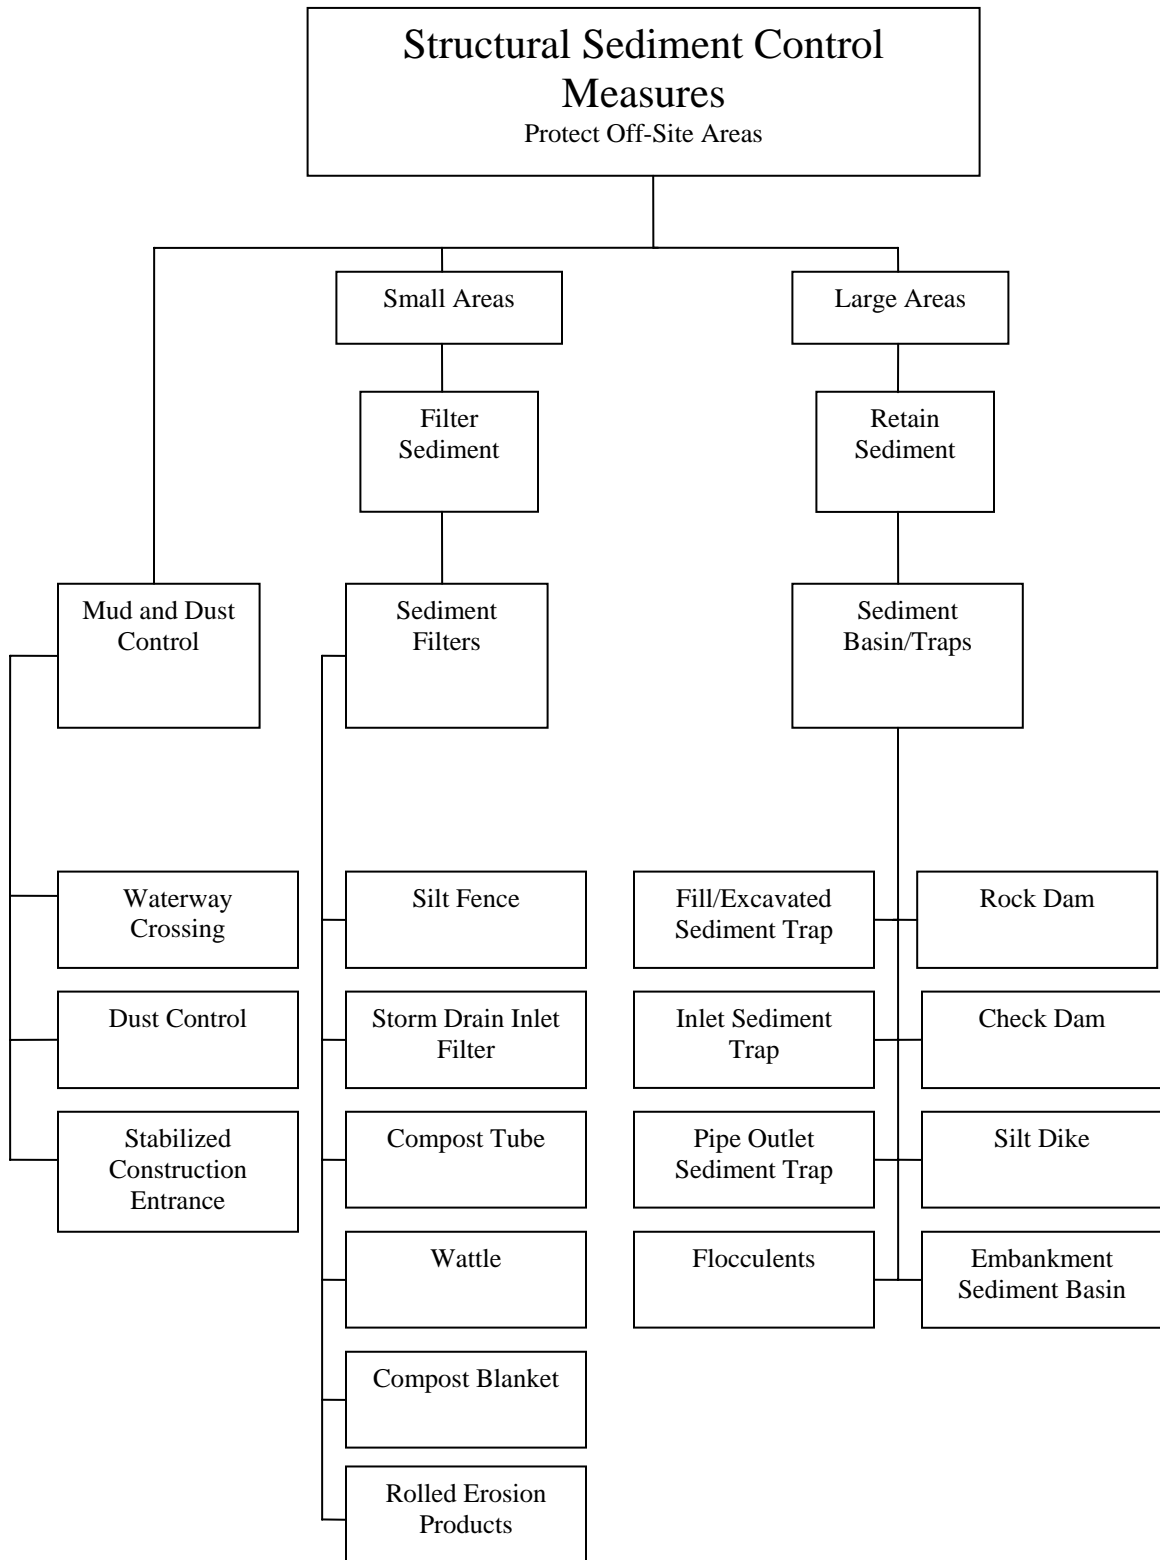 Structural Sediment Control
Measures
Protect Off-Site Areas
Small Areas
Large Areas
Filter
Sediment
Retain
Sediment
Mud and Dust
Control
Sediment
Filters
Sediment
Basin/Traps
Waterway
Crossing
Silt Fence
Fill/Excavated
Sediment Trap
Rock Dam
Dust Control
Storm Drain Inlet
Filter
Inlet Sediment
Trap
Check Dam
Stabilized
Construction
Entrance
Compost Tube
Pipe Outlet
Sediment Trap
Silt Dike
Wattle
Flocculents
Embankment
Sediment Basin
Compost Blanket
Rolled Erosion
Products